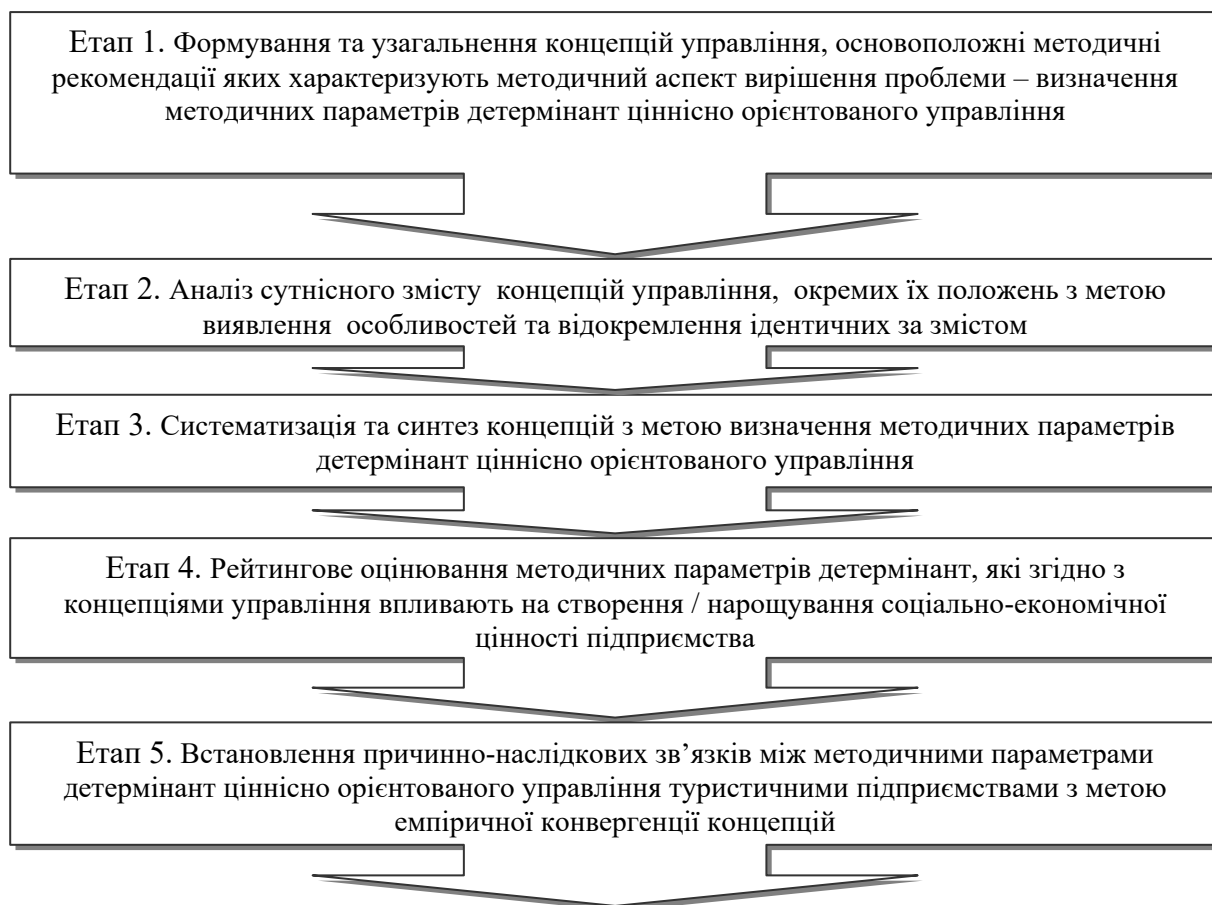 Етап 1. Формування та узагальнення концепцій управління, основоположні методичні
рекомендації яких характеризують методичний аспект вирішення проблеми – визначення
методичних параметрів детермінант ціннісно орієнтованого управління
Етап 2. Аналіз сутнісного змісту концепцій управління, окремих їх положень з метою
виявлення особливостей та відокремлення ідентичних за змістом
Етап 3. Систематизація та синтез концепцій з метою визначення методичних параметрів
детермінант ціннісно орієнтованого управління
Етап 4. Рейтингове оцінювання методичних параметрів детермінант, які згідно з
концепціями управління впливають на створення / нарощування соціально-економічної
цінності підприємства
Етап 5. Встановлення причинно-наслідкових зв’язків між методичними параметрами
детермінант ціннісно орієнтованого управління туристичними підприємствами з метою
емпіричної конвергенції концепцій